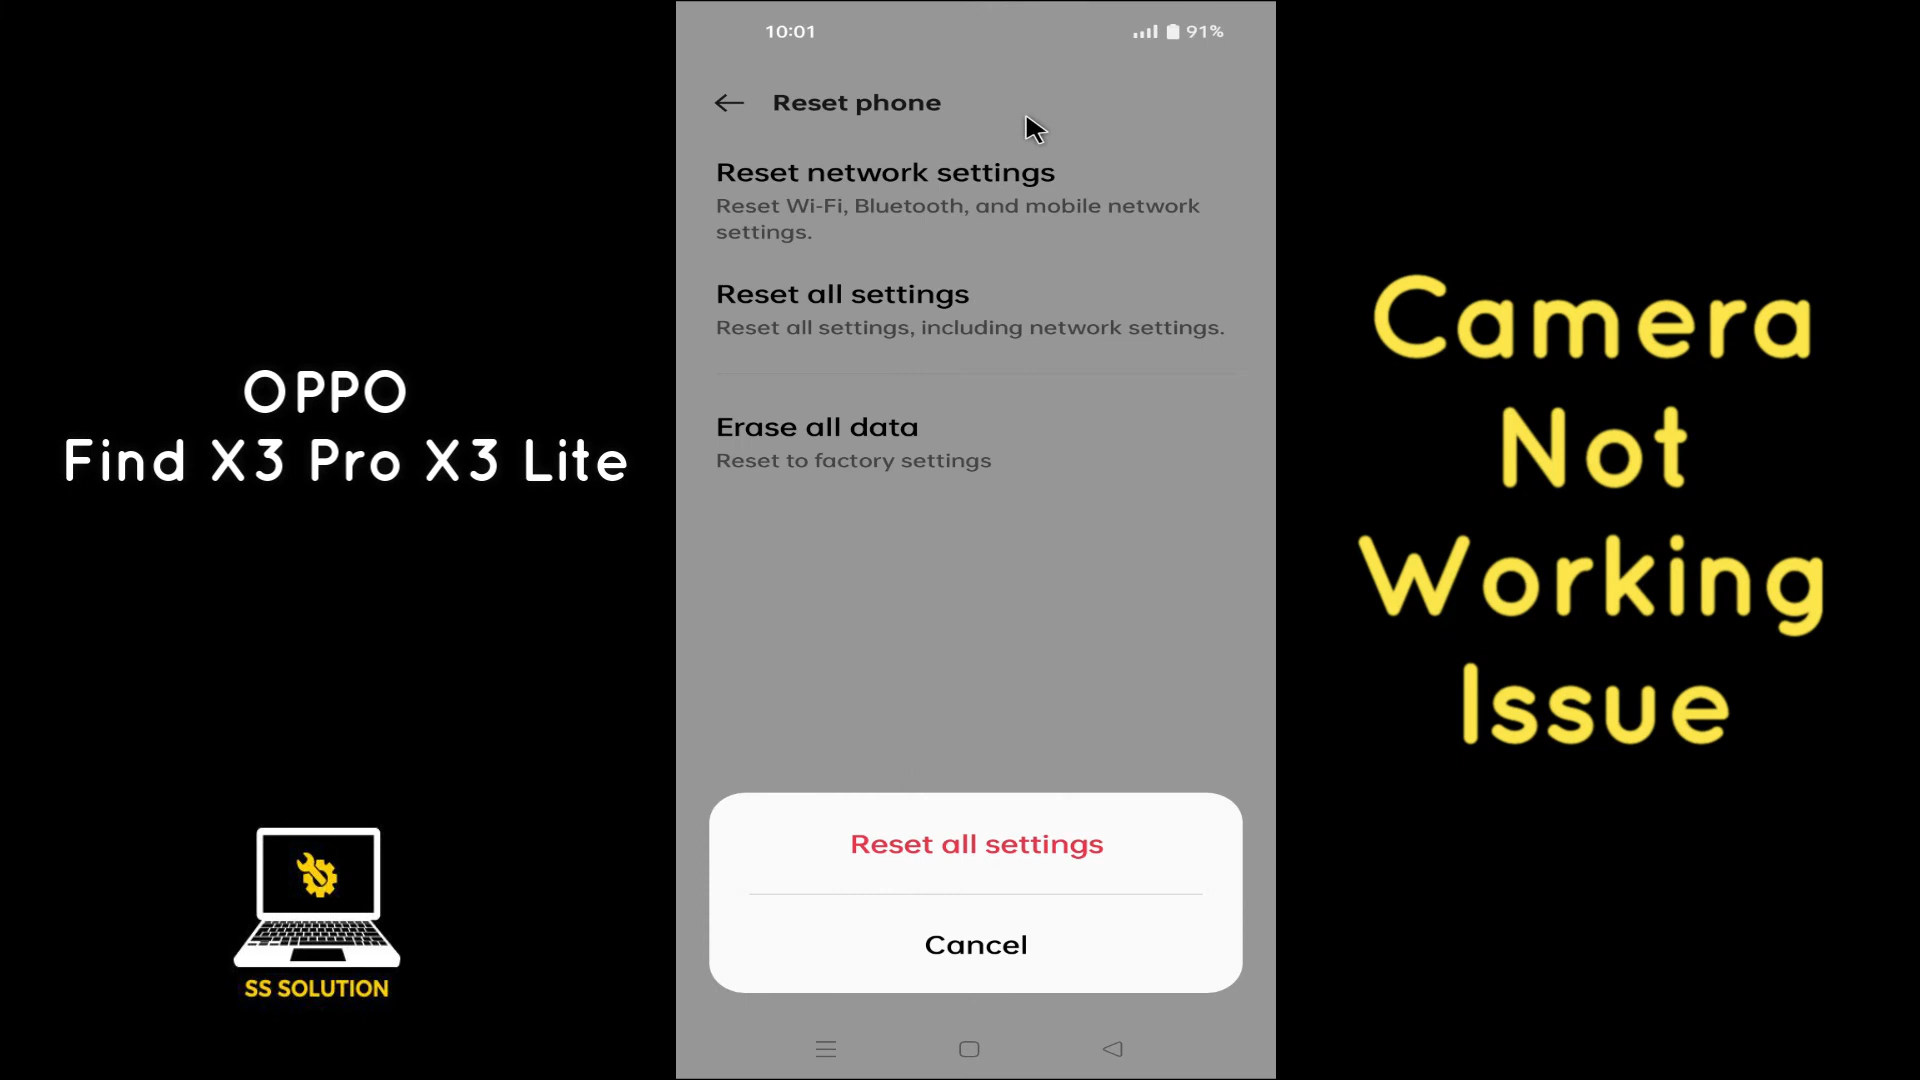 OPPO
Find X3 Pro X3 Lite
SS SOLUTION
10:01
91%
Reset phone
Reset network settings
Reset Wi-Fi, Bluetooth, and mobile network
settings.
Reset all settings
Reset all settings, including network settings.
Erase all data
Reset to factory settings
Reset all settings
Cancel
Camera
Not
Working
Issue